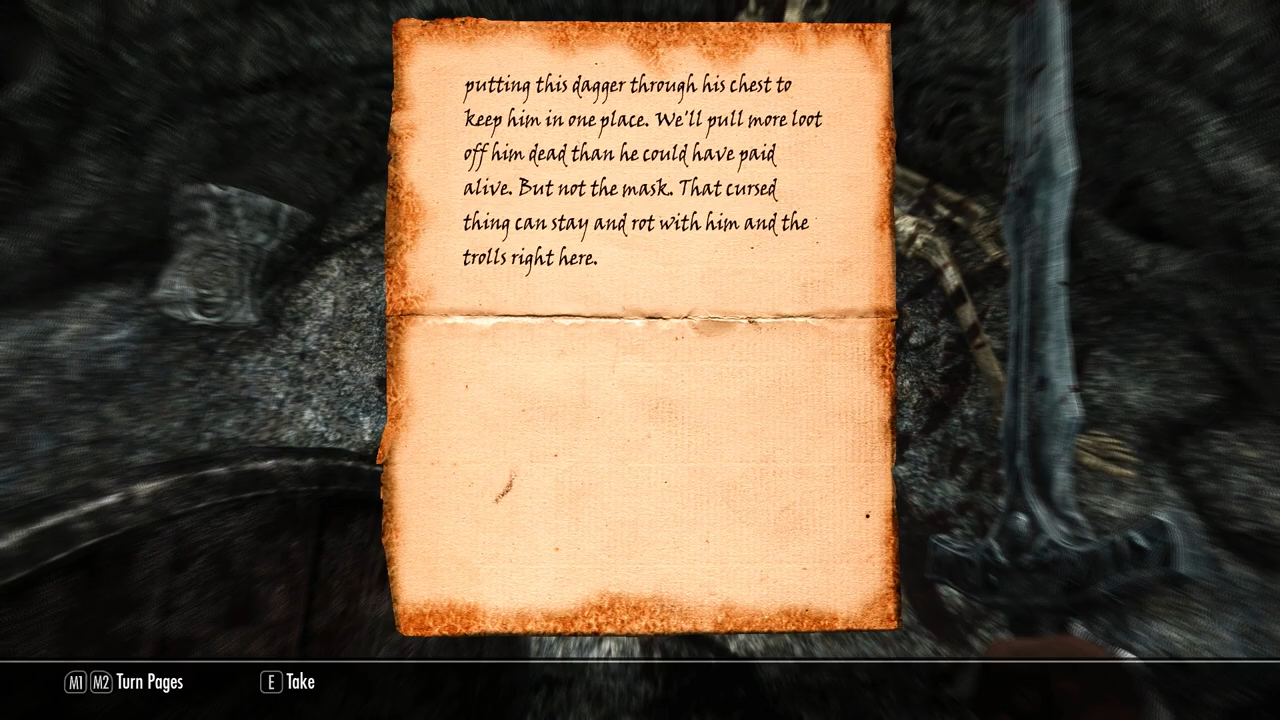 putting this dagger through his chest to
keep him in one place. We'll pull more loot
off him dead than he could have paid
alive. But not the mask. That cursed
thing can stay and rot with him and the
trolls right here.
M1 M2 Turn Pages
E Take